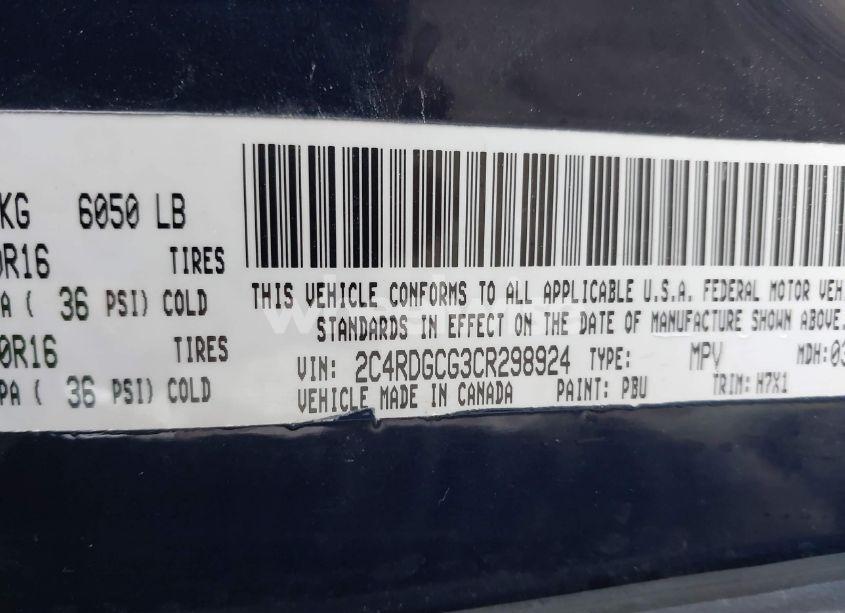 KG 6050 LB
0R16 TIRES
PA ( 36 PSI) COLD
0R16 TIRES
PA ( 36 PSI) COLD
THIS VEHICLE CONFORMS TO ALL APPLICABLE U.S.A. FEDERAL MOTOR VEH
STANDARDS IN EFFECT ON THE DATE OF MANUFACTURE SHOWN ABOVE.
VIN: 2C4RDGCG3CR298924 TYPE: MPV MDH:03
VEHICLE MADE IN CANADA PAINT: PBU TRIM: H7X1